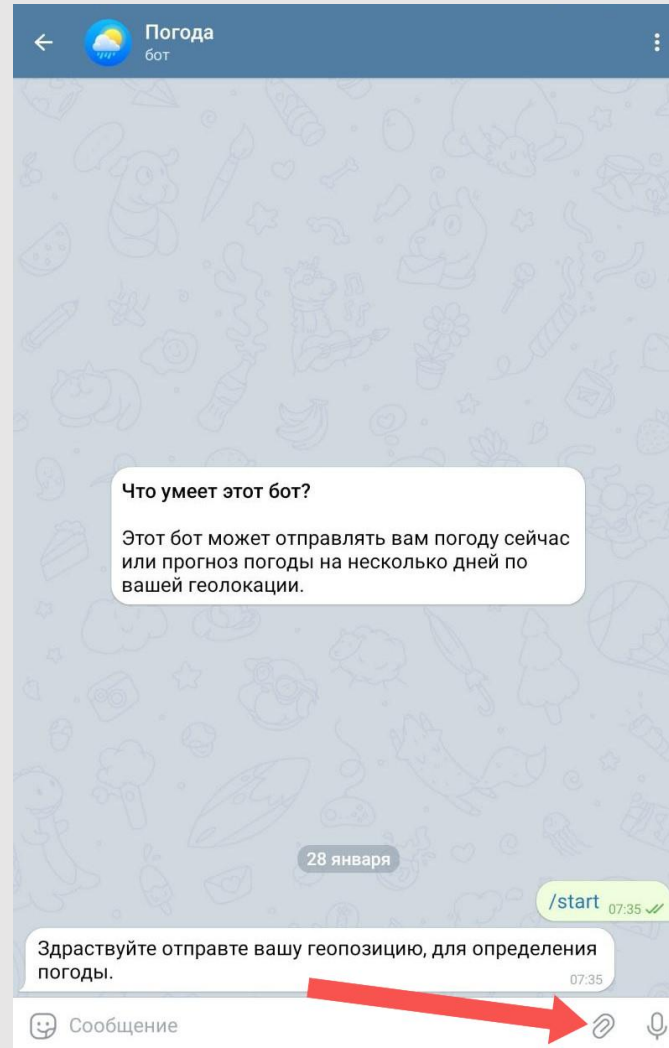 Погода
бот
Что умеет этот бот?
Этот бот может отправлять вам погоду сейчас
или прогноз погоды на несколько дней по
вашей геолокации.
28 января
/start 07:35
Здраствуйте отправте вашу геопозицию, для определения
погоды.
07:35
Сообщение